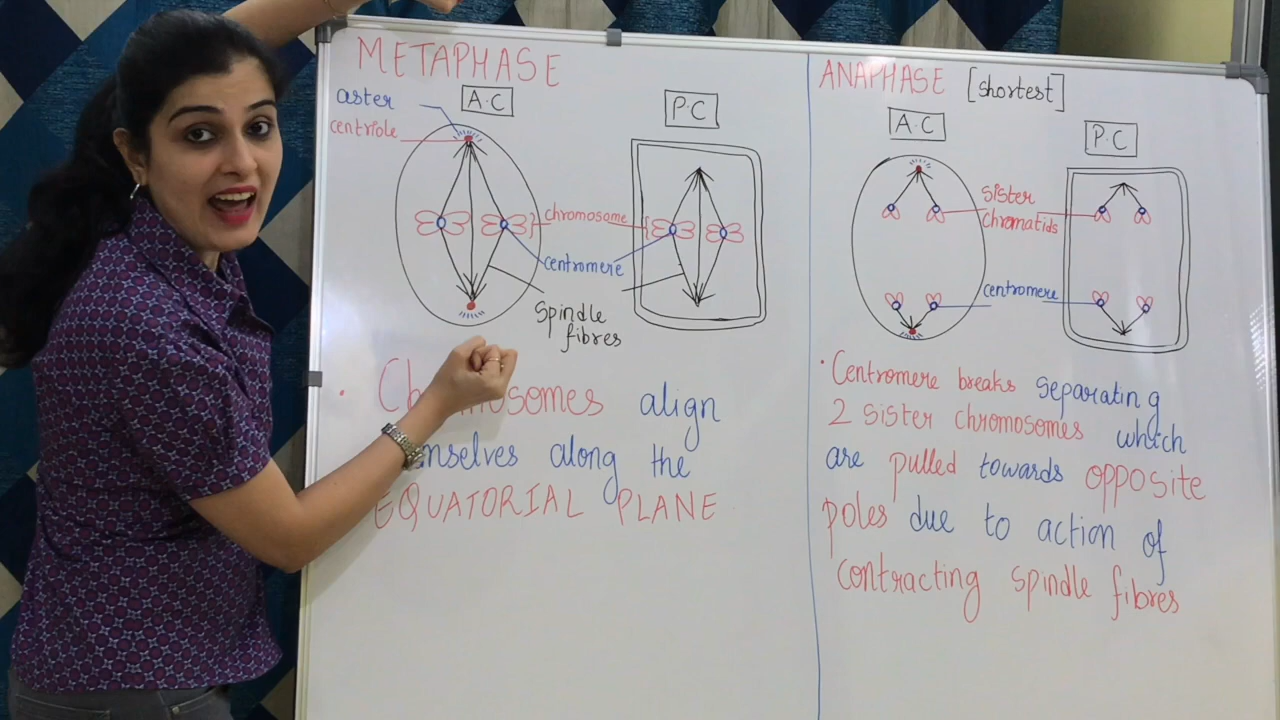 METAPHASE
A.C
P.C
aster
centriole
chromosome
centromere
Spindle
fibres
Chromosomes align
themselves along the
EQUATORIAL PLANE
ANAPHASE [shortest]
A.C
P.C
sister
chromatids
centromere
Centromere breaks separating
2 sister chromosomes which
are pulled towards opposite
poles due to action of
contracting spindle fibres